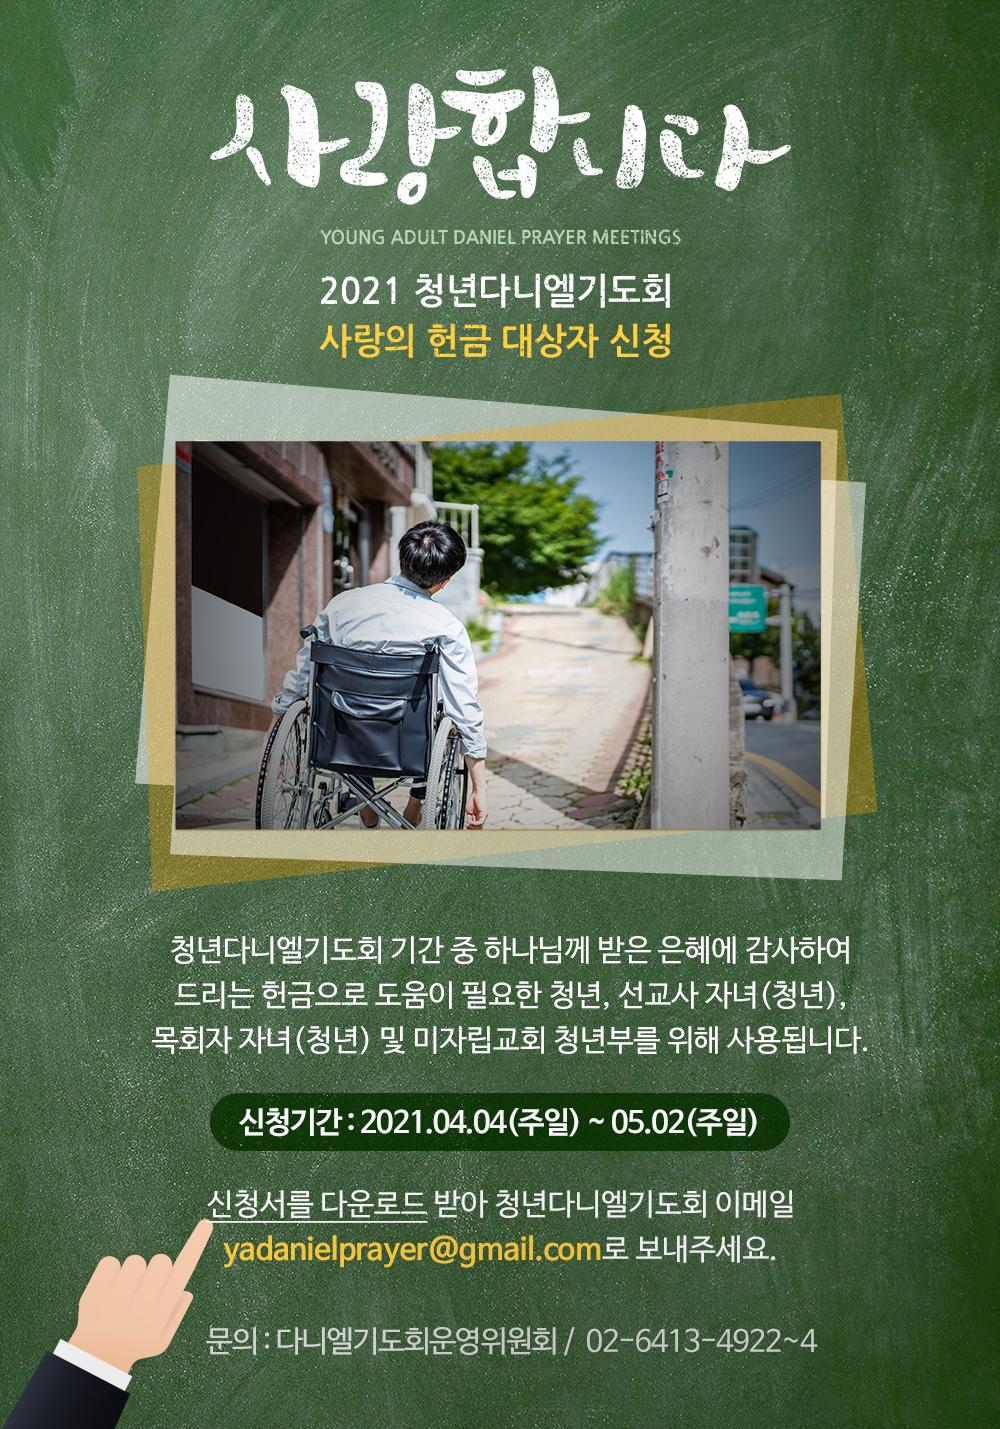 사랑합니다
YOUNG ADULT DANIEL PRAYER MEETINGS
2021 청년다니엘기도회
사랑의 헌금 대상자 신청
청년다니엘기도회 기간 중 하나님께 받은 은혜에 감사하여
드리는 헌금으로 도움이 필요한 청년, 선교사 자녀(청년),
목회자 자녀(청년) 및 미자립교회 청년부를 위해 사용됩니다.
신청기간 : 2021.04.04(주일) ~ 05.02(주일)
신청서를 다운로드 받아 청년다니엘기도회 이메일
yadanielprayer@gmail.com로 보내주세요.
문의 : 다니엘기도회운영위원회 / 02-6413-4922~4